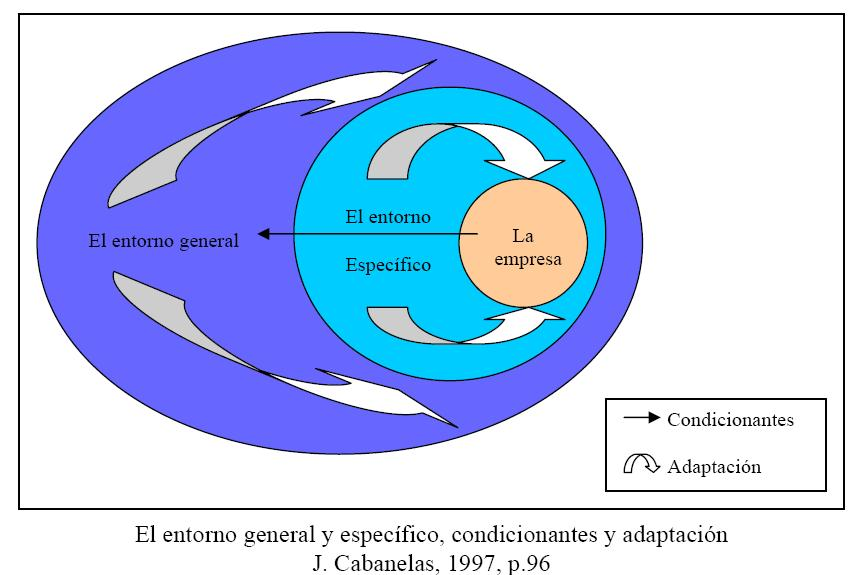 El entorno general
El entorno
Específico
La
empresa
Condicionantes
Adaptación
El entorno general y específico, condicionantes y adaptación
J. Cabanelas, 1997, p.96